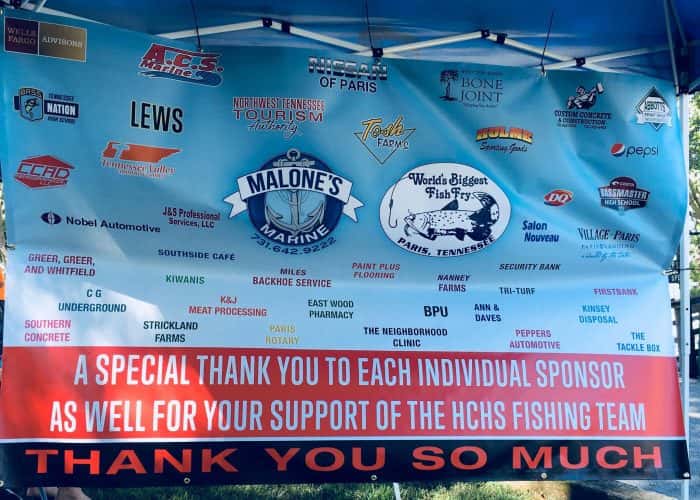 WELLS FARGO ADVISORS
A.C.S.
Marine
NISSAN
OF PARIS
BONE
JOINT
CUSTOM CONCRETE
& CONSTRUCTION
ABBOTTS
BASS
TENNESSEE
NATION
HIGH SCHOOL
LEWS
NORTHWEST TENNESSEE
TOURISM
Authority
Tosh
FARMS
HULME
Sporting Goods
pepsi
CCAD
Tennessee Valley
MALONE'S
MARINE
731.642.9222
World's Biggest
Fish Fry
PARIS, TENNESSEE
DQ
BASSMASTER
HIGH SCHOOL
Nobel Automotive
J&S Professional
Services, LLC
Salon
Nouveau
VILLAGE PARIS
SOUTHSIDE CAFÉ
GREER, GREER,
AND WHITFIELD
KIWANIS
MILES
BACKHOE SERVICE
PAINT PLUS
FLOORING
NANNEY
FARMS
SECURITY BANK
TRI-TURF
FIRSTBANK
C G
UNDERGROUND
K&J
MEAT PROCESSING
EAST WOOD
PHARMACY
BPU
ANN &
DAVES
KINSEY
DISPOSAL
SOUTHERN
CONCRETE
STRICKLAND
FARMS
PARIS
ROTARY
THE NEIGHBORHOOD
CLINIC
PEPPERS
AUTOMOTIVE
THE
TACKLE BOX
A SPECIAL THANK YOU TO EACH INDIVIDUAL SPONSOR
AS WELL FOR YOUR SUPPORT OF THE HCHS FISHING TEAM
THANK YOU SO MUCH